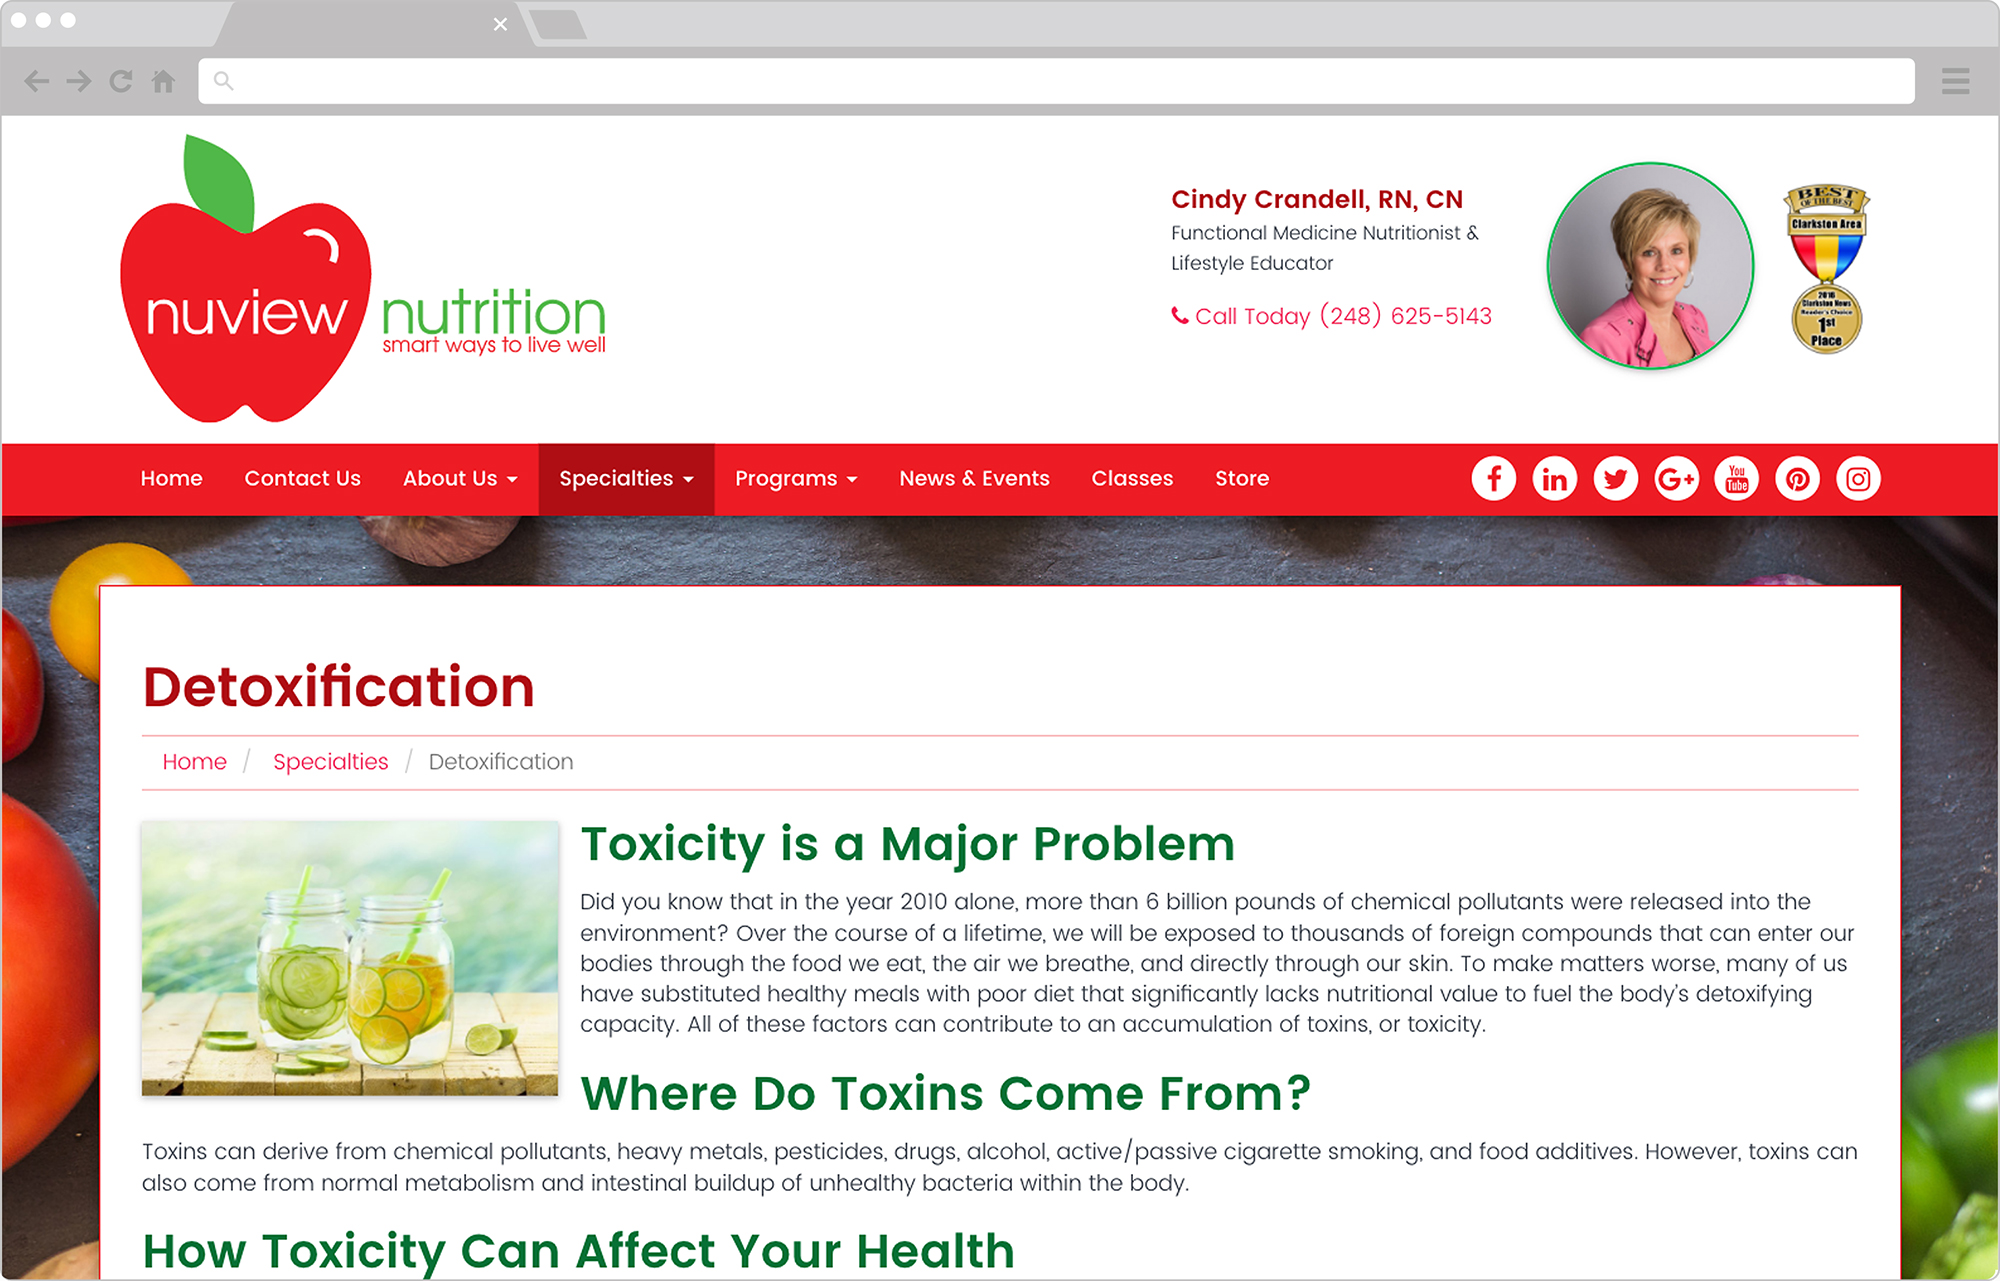 nuview
nutrition
smart ways to live well
Cindy Crandell, RN, CN
Functional Medicine Nutritionist &
Lifestyle Educator
Call Today (248) 625-5143
BEST
OF THE BEST
Clarkston Area
2016
Clarkston News
Reader's Choice
1st
Place
Home
Contact Us
About Us
Specialties
Programs
News & Events
Classes
Store
f
in
G+
You
Tube
Detoxification
Home / Specialties / Detoxification
Toxicity is a Major Problem
Did you know that in the year 2010 alone, more than 6 billion pounds of chemical pollutants were released into the
environment? Over the course of a lifetime, we will be exposed to thousands of foreign compounds that can enter our
bodies through the food we eat, the air we breathe, and directly through our skin. To make matters worse, many of us
have substituted healthy meals with poor diet that significantly lacks nutritional value to fuel the body's detoxifying
capacity. All of these factors can contribute to an accumulation of toxins, or toxicity.
Where Do Toxins Come From?
Toxins can derive from chemical pollutants, heavy metals, pesticides, drugs, alcohol, active/passive cigarette smoking, and food additives. However, toxins can
also come from normal metabolism and intestinal buildup of unhealthy bacteria within the body.
How Toxicity Can Affect Your Health